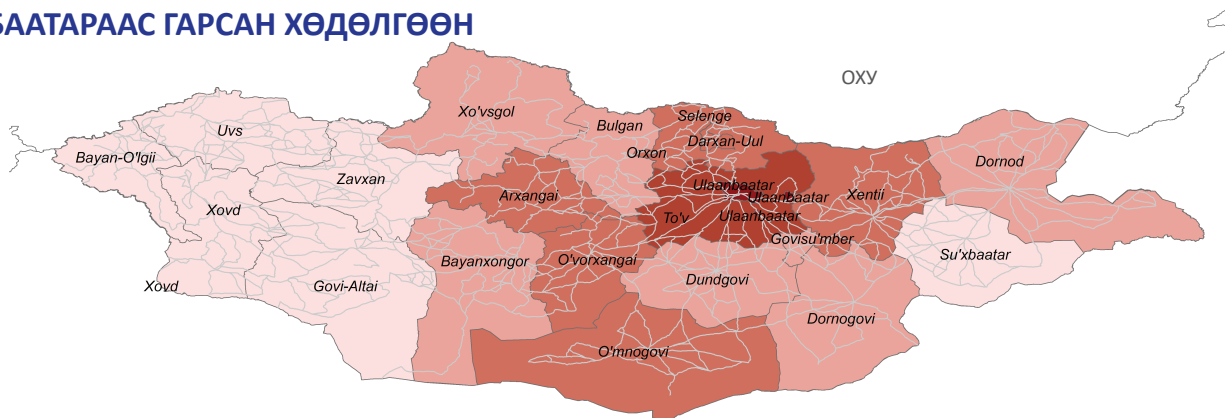 БААТАРААС ГАРСАН ХӨДӨЛГӨӨН
ОХУ
Xo'vsgol
Bulgan
Selenge
Uvs
Orxon
Darxan-Uul
Bayan-O'lgii
Dornod
Zavxan
Ulaanbaatar
Arxangai
Ulaanbaatar
Xentii
Xovd
To'v
Ulaanbaatar
Govisu'mber
Su'xbaatar
Bayanxongor
O'vorxangai
Dundgovi
Xovd
Govi-Altai
Dornogovi
O'mnogovi